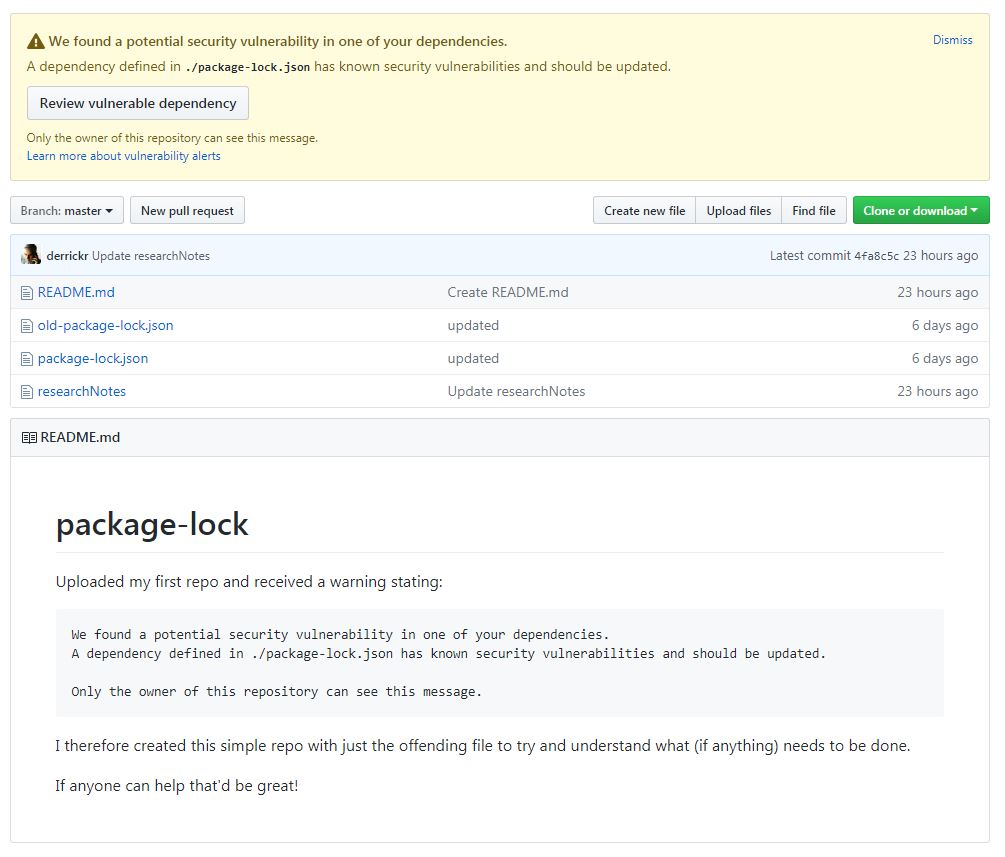 We found a potential security vulnerability in one of your dependencies.
Dismiss
A dependency defined in ./package-lock.json has known security vulnerabilities and should be updated.
Review vulnerable dependency
Only the owner of this repository can see this message.
Learn more about vulnerability alerts
Branch: master New pull request Create new file Upload files Find file Clone or download
derrickr Update researchNotes Latest commit 4fa8c5c 23 hours ago
README.md Create README.md 23 hours ago
old-package-lock.json updated 6 days ago
package-lock.json updated 6 days ago
researchNotes Update researchNotes 23 hours ago
README.md
package-lock
Uploaded my first repo and received a warning stating:
We found a potential security vulnerability in one of your dependencies.
A dependency defined in ./package-lock.json has known security vulnerabilities and should be updated.
Only the owner of this repository can see this message.
I therefore created this simple repo with just the offending file to try and understand what (if anything) needs to be done.
If anyone can help that'd be great!